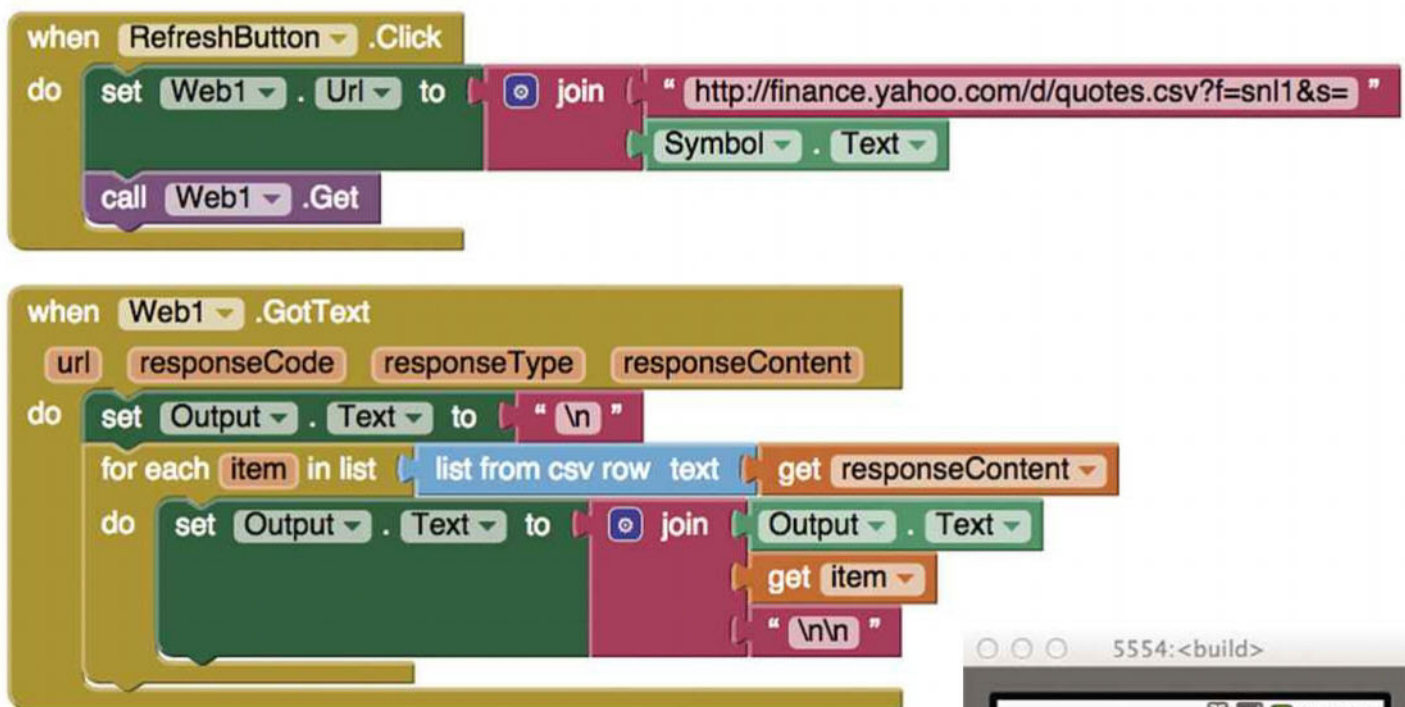 when RefreshButton .Click
do set Web1 . Url to join " http://finance.yahoo.com/d/quotes.csv?f=snl1&s= "
Symbol . Text
call Web1 .Get
when Web1 .GotText
url responseCode responseType responseContent
do set Output . Text to " \n "
for each item in list list from csv row text get responseContent
do set Output . Text to join Output . Text
get item
" \n\n "
5554:<build>